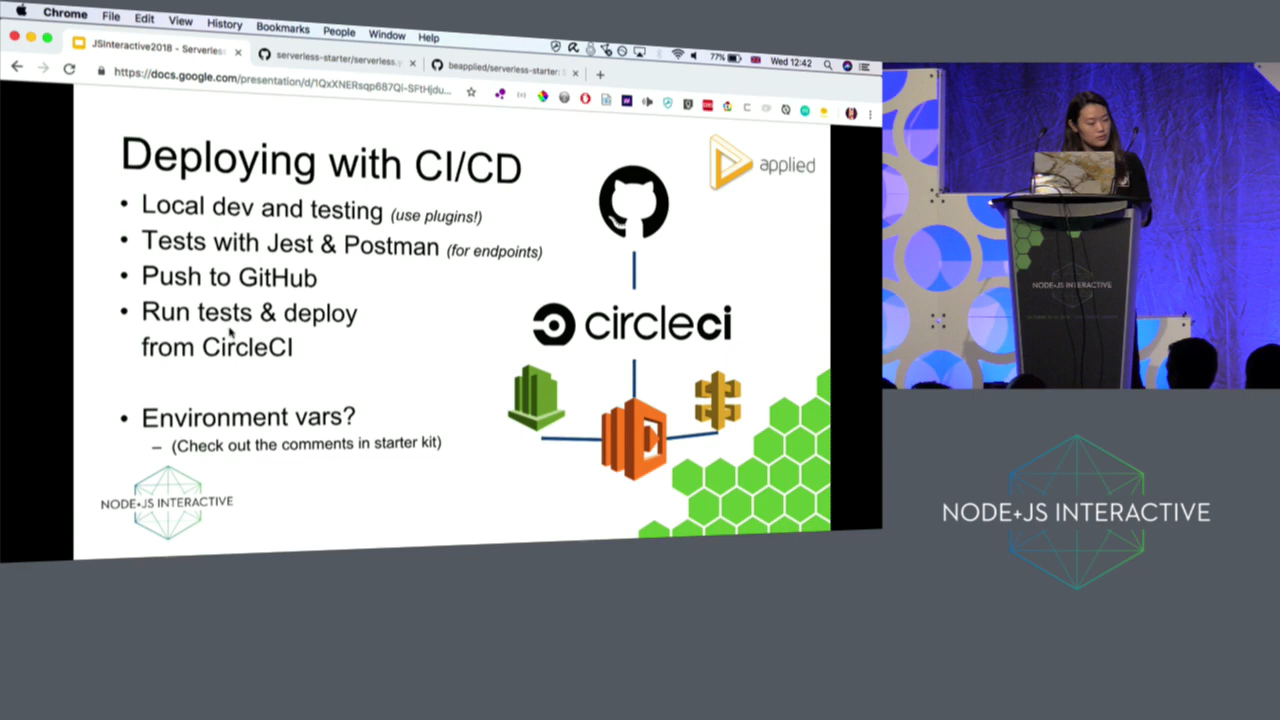 Chrome File Edit View History Bookmarks People Window Help
77% Wed 12:42
JSInteractive2018 - Serverless
serverless-starter/serverless.y
beapplied/serverless-starter: S
https://docs.google.com/presentation/d/1QxXNERsqp687Ql-SFtHjdu...
Deploying with CI/CD
applied
• Local dev and testing (use plugins!)
• Tests with Jest & Postman (for endpoints)
• Push to GitHub
• Run tests & deploy
from CircleCI
circleci
• Environment vars?
– (Check out the comments in starter kit)
NODE+JS INTERACTIVE
NODE+JS INTERACTIVE
NODE+JS INTERACTIVE